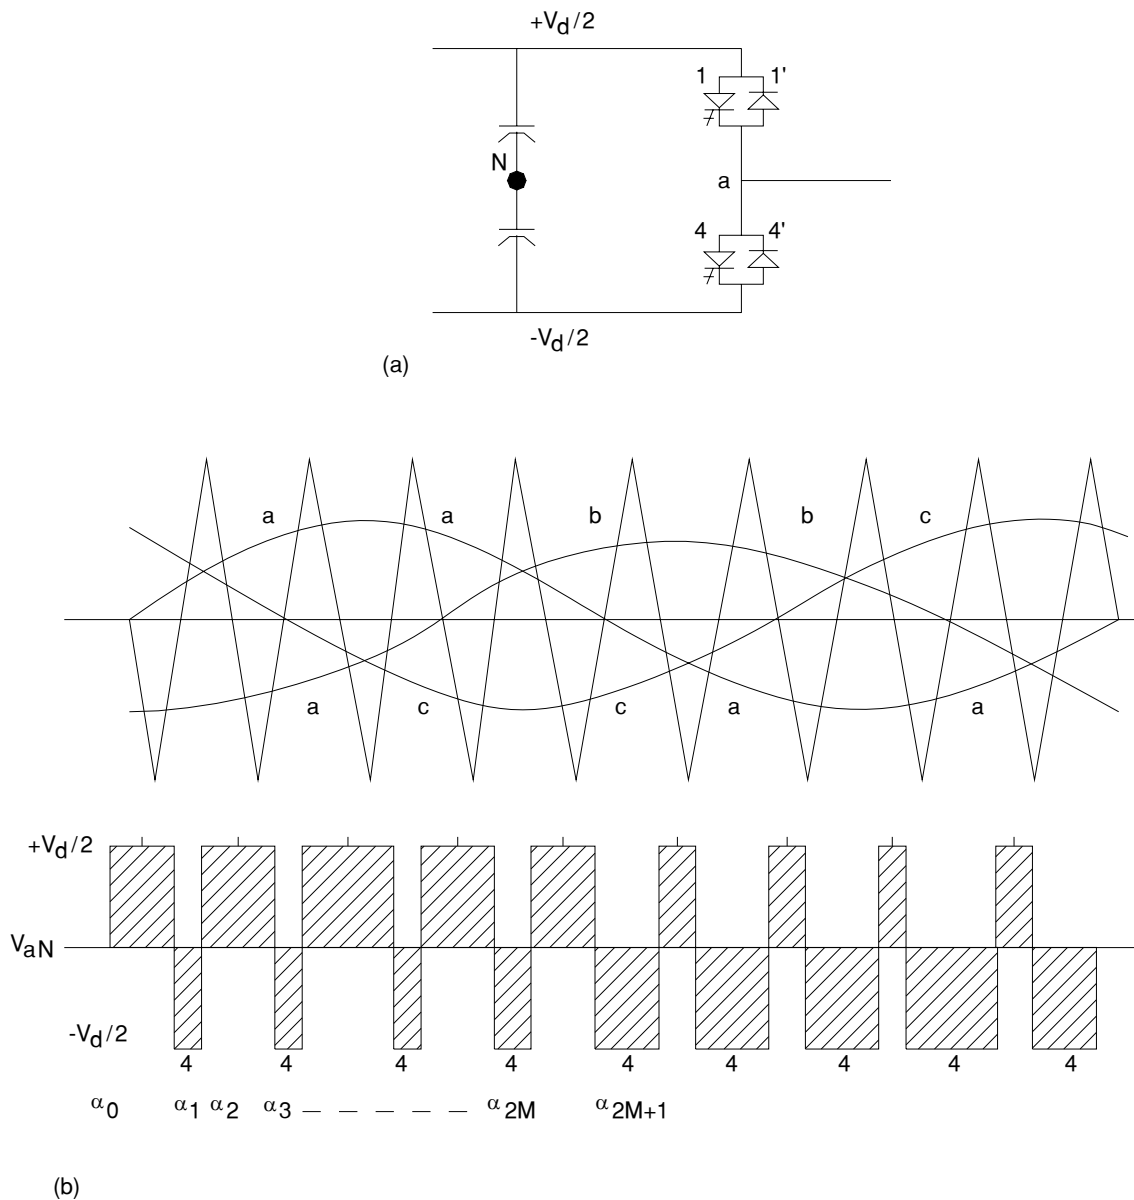 +Vd/2
1 1'
N
a
4 4'
-Vd/2
(a)
a a b b c
a c c a a
+Vd/2
VaN
-Vd/2
4 4 4 4 4 4 4 4 4
α0 α1 α2 α3 — — — — — — α2M α2M+1
(b)